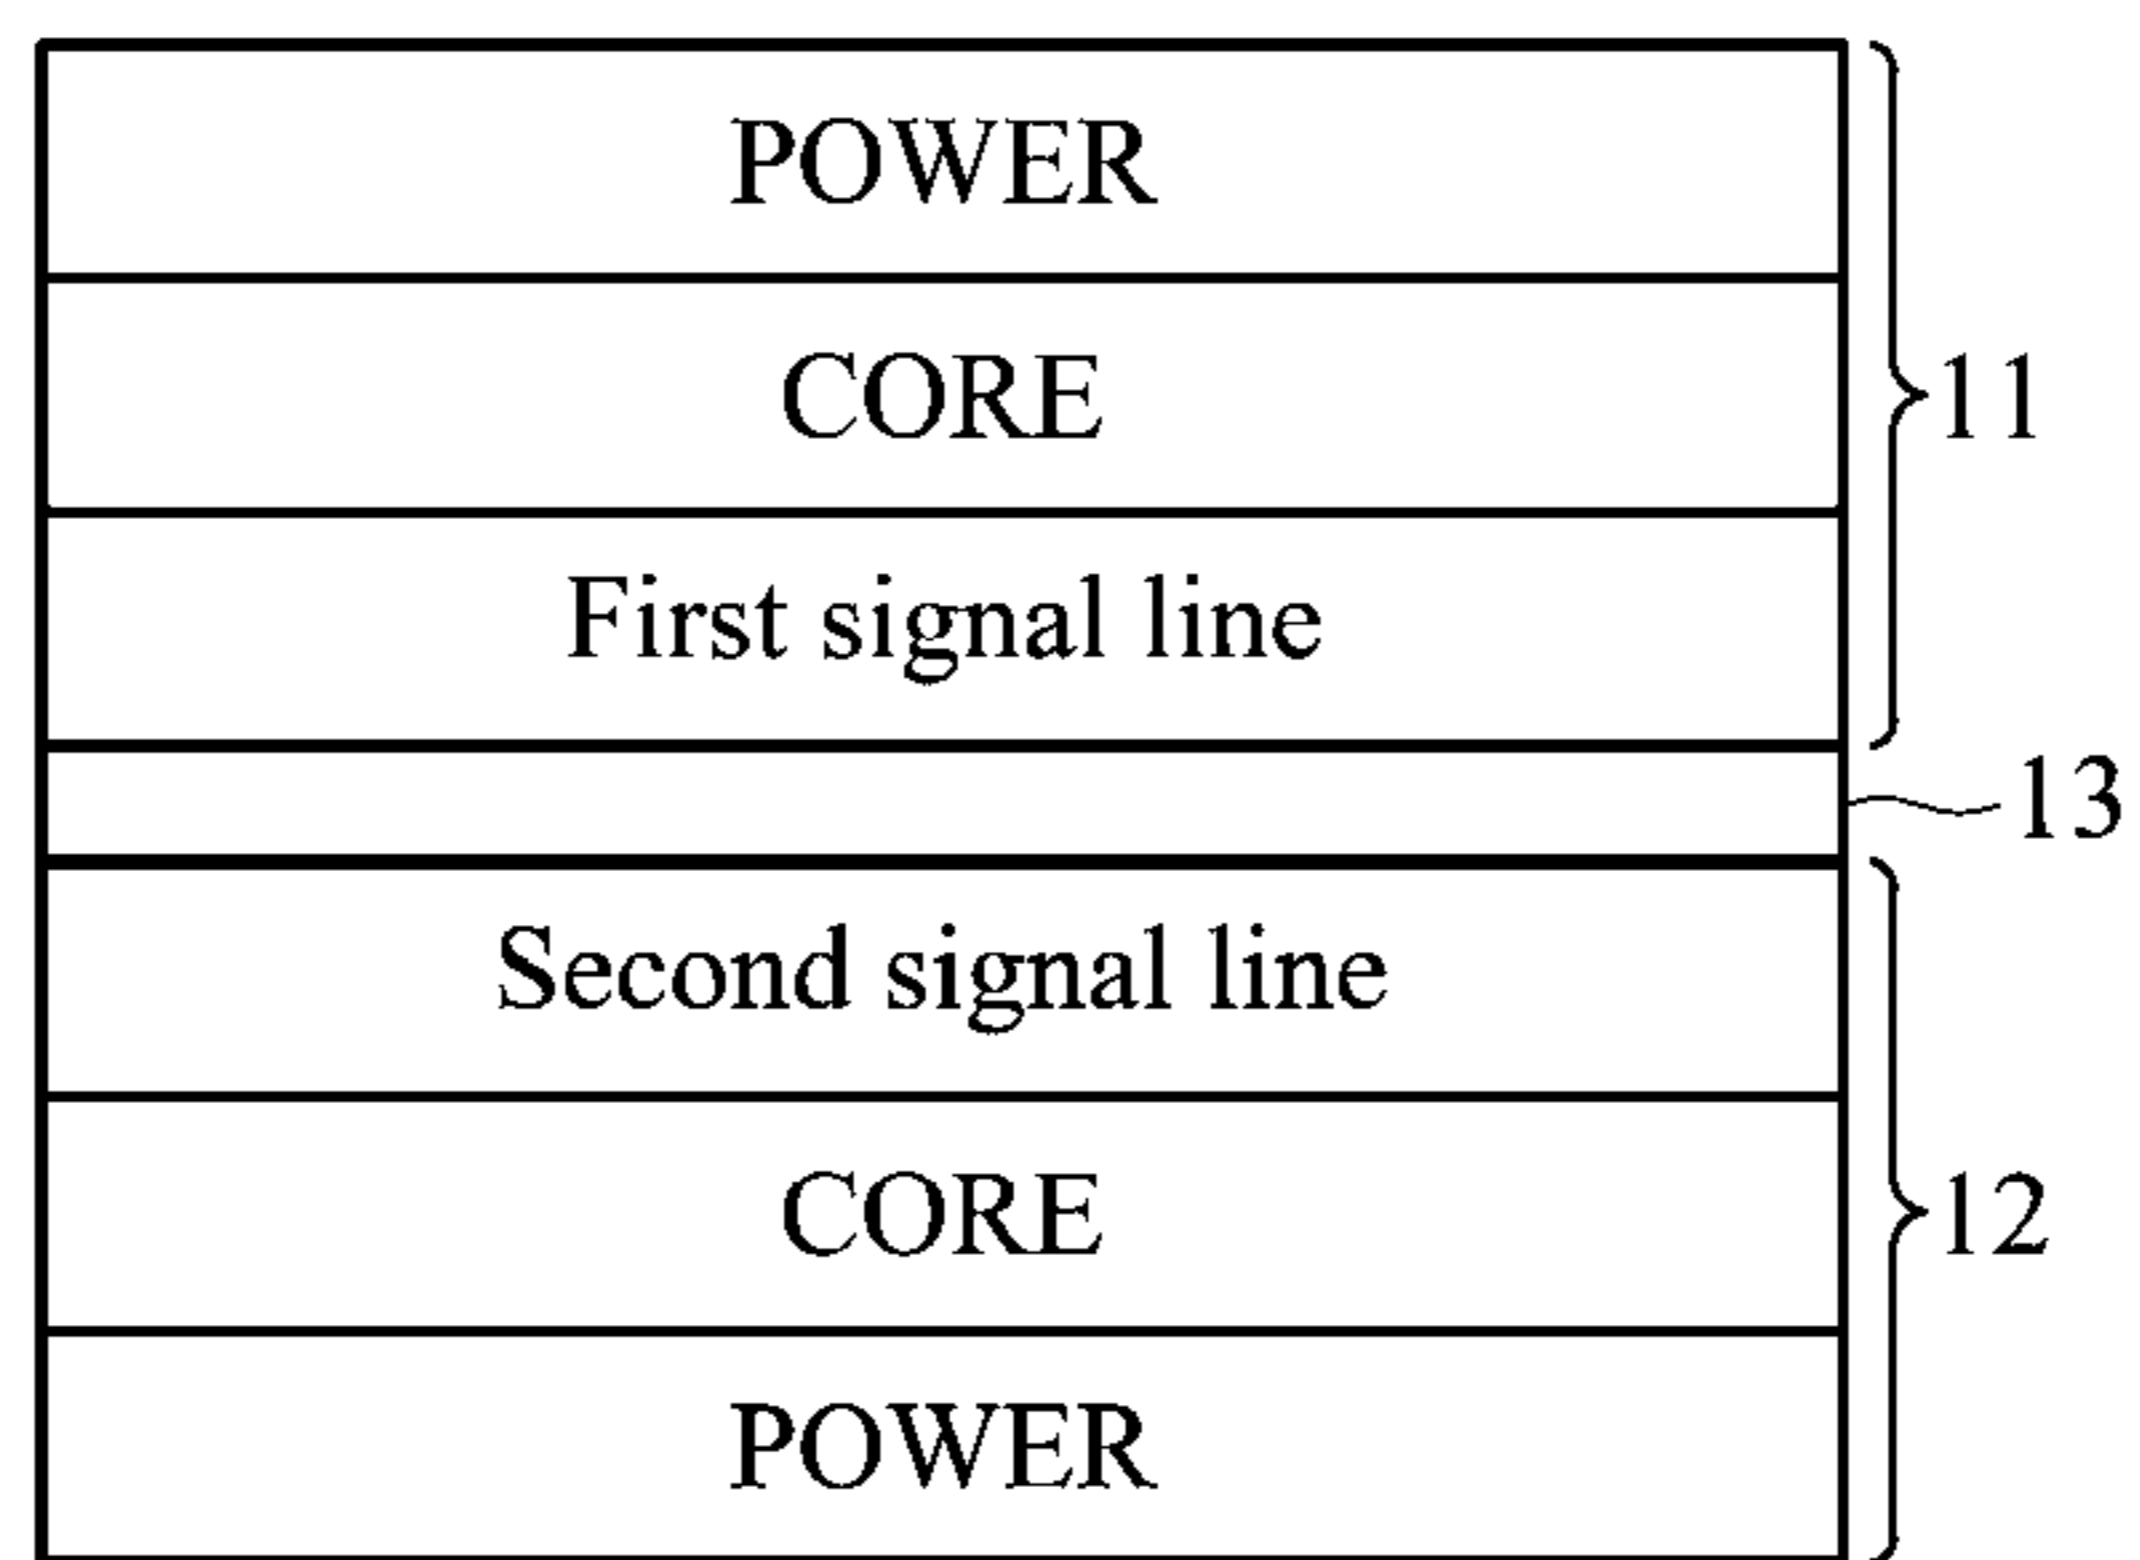 POWER
CORE
11
First signal line
13
Second signal line
CORE
12
POWER